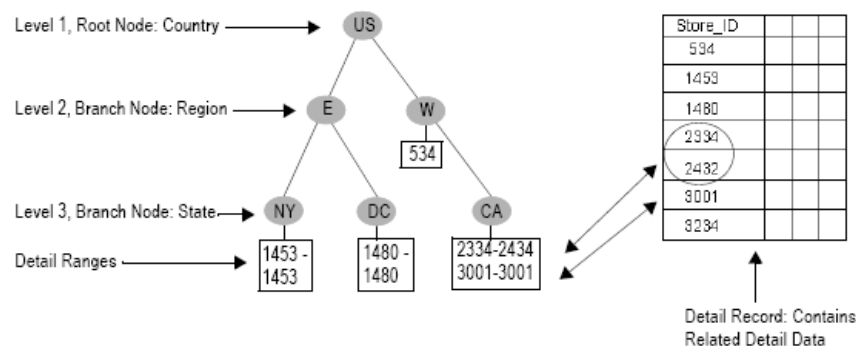 Level 1, Root Node: Country
US
Store_ID
534
1453
1480
2334
2432
3001
3234
Level 2, Branch Node: Region
E
W
534
Level 3, Branch Node: State
NY
DC
CA
Detail Ranges
1453 -
1453
1480 -
1480
2334-2434
3001-3001
Detail Record: Contains
Related Detail Data